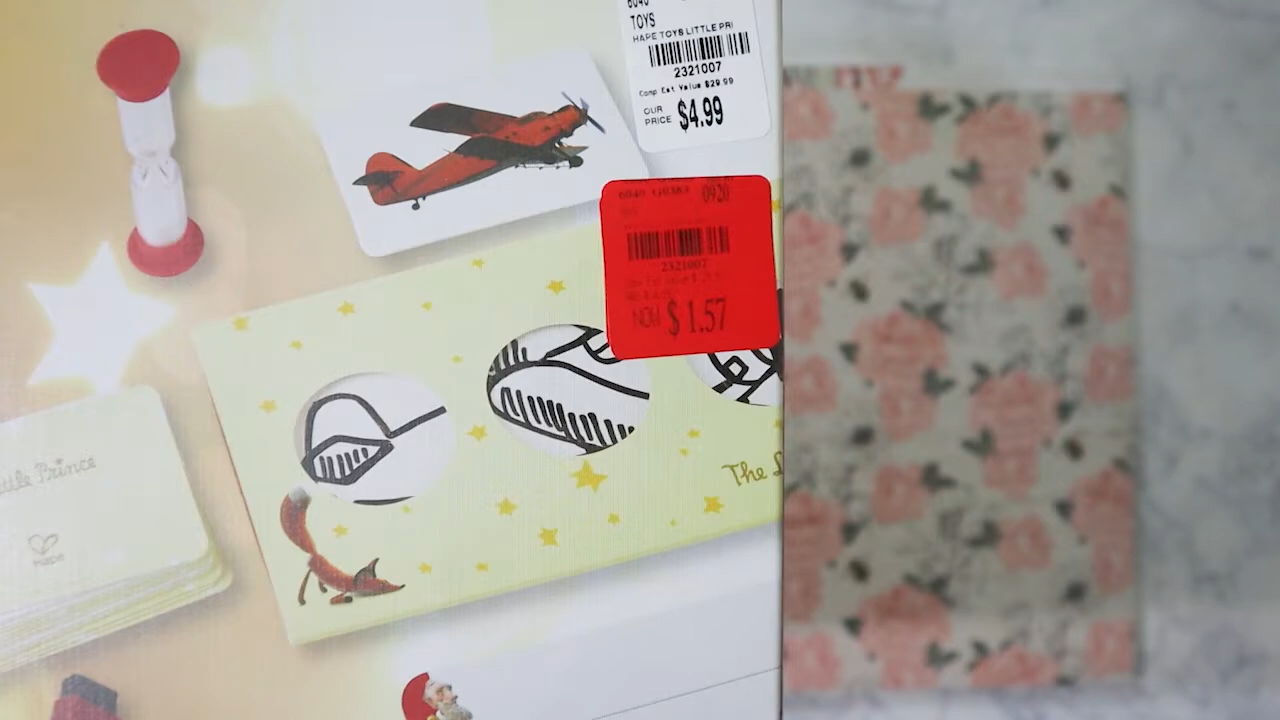 6040
TOYS
HAPE TOYS LITTLE PRI
2321007
Comp Est Value $29.99
OUR
PRICE $4.99
0920
2321007
NOW $1.57
ttle Prince
Hape
The L